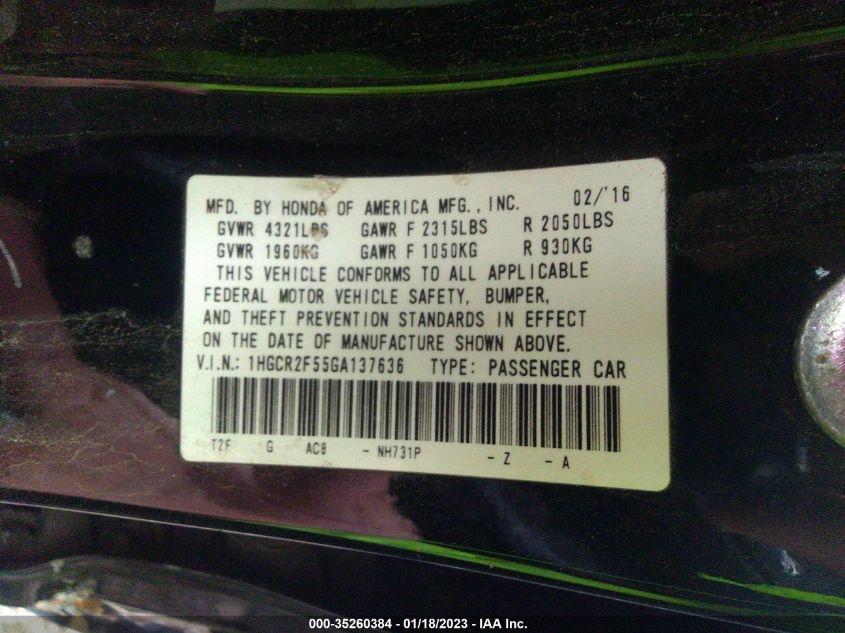 MFD. BY HONDA OF AMERICA MFG., INC. 02/'16
GVWR 4321LBS GAWR F 2315LBS R 2050LBS
GVWR 1960KG GAWR F 1050KG R 930KG
THIS VEHICLE CONFORMS TO ALL APPLICABLE
FEDERAL MOTOR VEHICLE SAFETY, BUMPER,
AND THEFT PREVENTION STANDARDS IN EFFECT
ON THE DATE OF MANUFACTURE SHOWN ABOVE.
V.I.N.: 1HGCR2F55GA137636 TYPE: PASSENGER CAR
T2F G AC8 - NH731P - Z - A
000-35260384 - 01/18/2023 - IAA Inc.